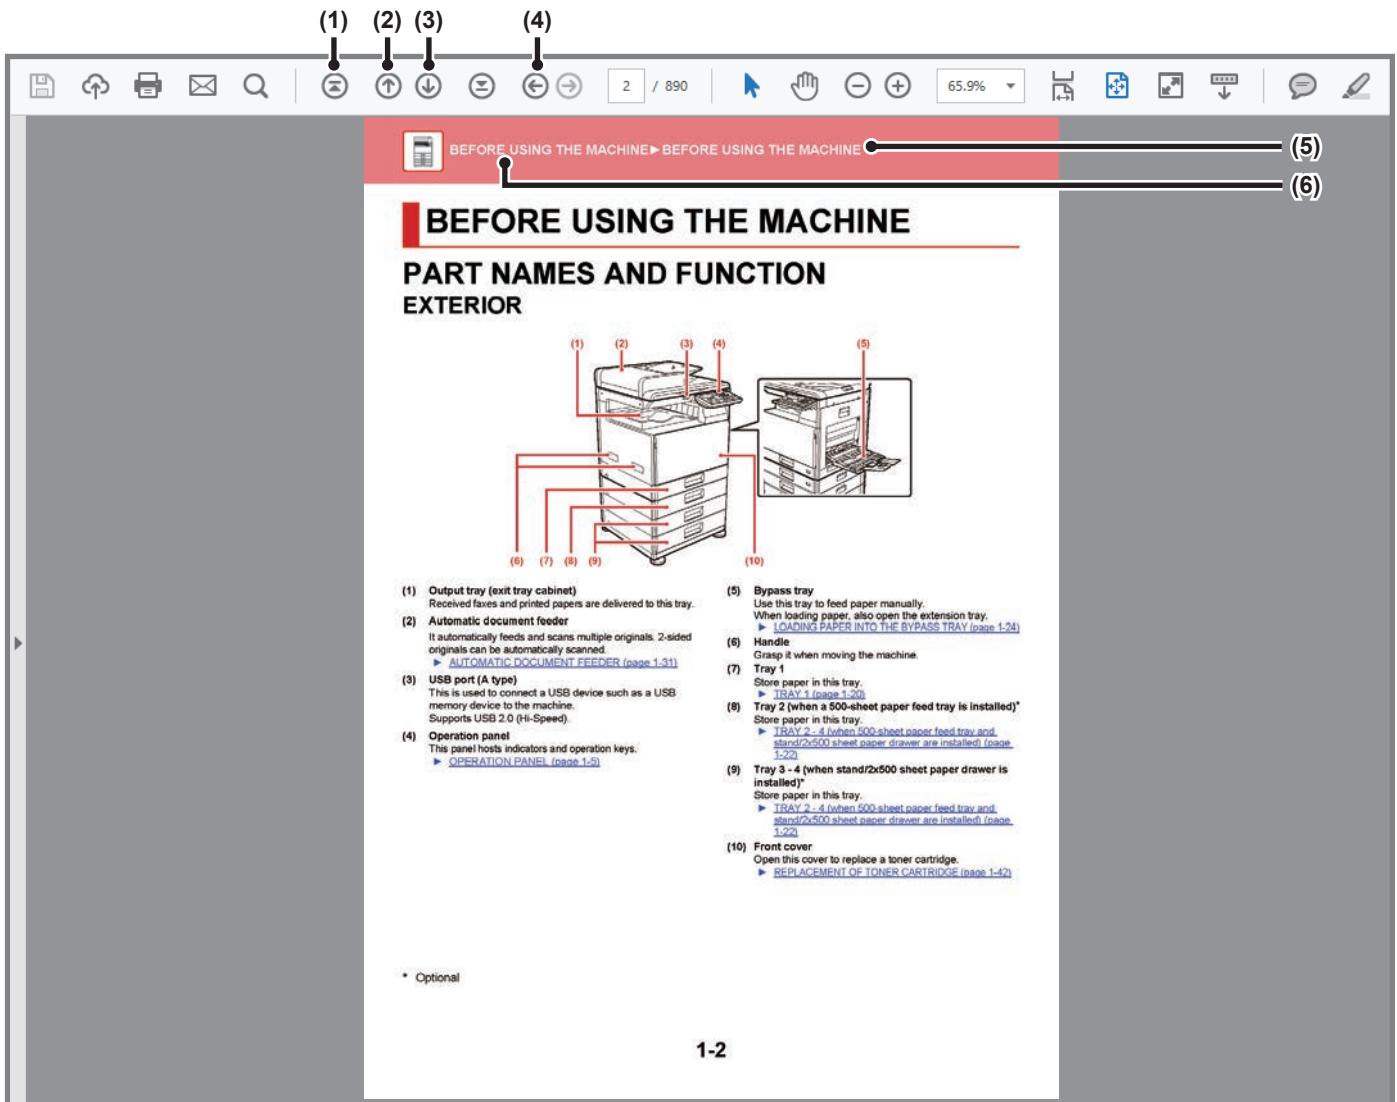 (1) (2) (3) (4)
2 / 890 65.9%
BEFORE USING THE MACHINE►BEFORE USING THE MACHINE
(5)
(6)
BEFORE USING THE MACHINE
PART NAMES AND FUNCTION
EXTERIOR
(1) (2) (3) (4) (5)
(6) (7) (8) (9) (10)
(1) Output tray (exit tray cabinet)
Received faxes and printed papers are delivered to this tray.
(2) Automatic document feeder
It automatically feeds and scans multiple originals. 2-sided
originals can be automatically scanned.
► AUTOMATIC DOCUMENT FEEDER (page 1-31)
(3) USB port (A type)
This is used to connect a USB device such as a USB
memory device to the machine.
Supports USB 2.0 (Hi-Speed).
(4) Operation panel
This panel hosts indicators and operation keys.
► OPERATION PANEL (page 1-5)
(5) Bypass tray
Use this tray to feed paper manually.
When loading paper, also open the extension tray.
► LOADING PAPER INTO THE BYPASS TRAY (page 1-24)
(6) Handle
Grasp it when moving the machine.
(7) Tray 1
Store paper in this tray.
► TRAY 1 (page 1-20)
(8) Tray 2 (when a 500-sheet paper feed tray is installed)*
Store paper in this tray.
► TRAY 2 - 4 (when 500-sheet paper feed tray and
stand/2x500 sheet paper drawer are installed) (page
1-22)
(9) Tray 3 - 4 (when stand/2x500 sheet paper drawer is
installed)*
Store paper in this tray.
► TRAY 2 - 4 (when 500-sheet paper feed tray and
stand/2x500 sheet paper drawer are installed) (page
1-22)
(10) Front cover
Open this cover to replace a toner cartridge.
► REPLACEMENT OF TONER CARTRIDGE (page 1-42)
* Optional
1-2